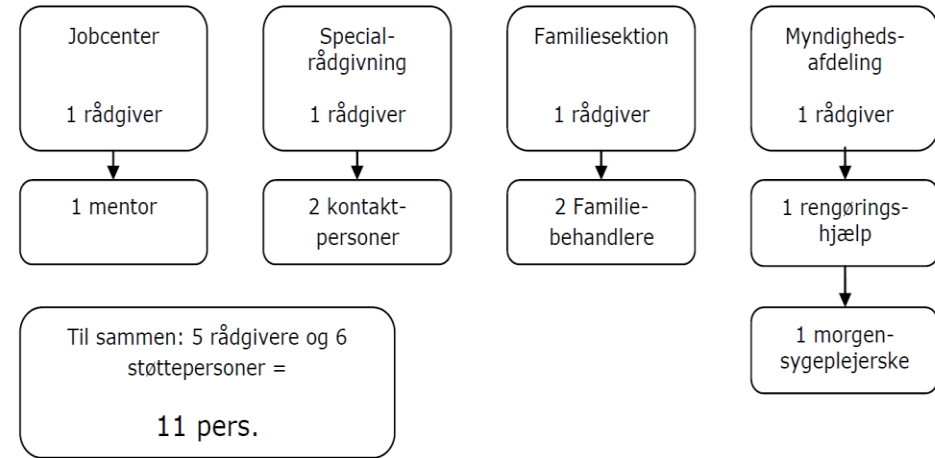 Jobcenter
1 rådgiver
Special-
rådgivning
1 rådgiver
Familiesektion
1 rådgiver
Myndigheds-
afdeling
1 rådgiver
1 mentor
2 kontakt-
personer
2 Familie-
behandlere
1 rengørings-
hjælp
1 morgen-
sygeplejerske
Til sammen: 5 rådgivere og 6
støttepersoner =
11 pers.